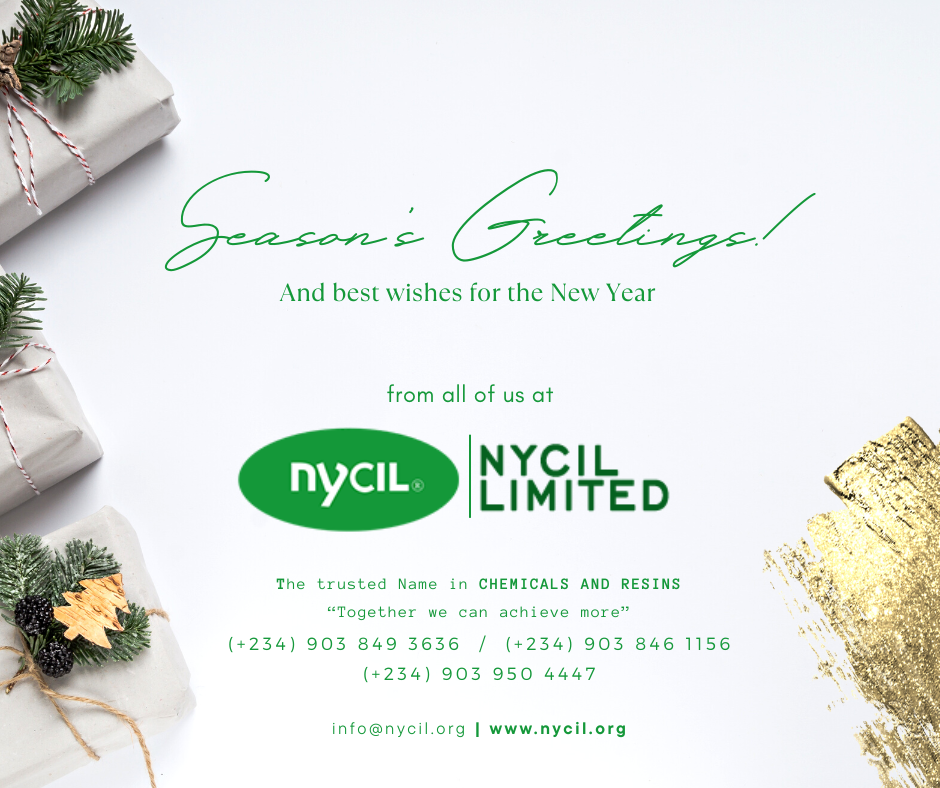 Season's Greetings!
And best wishes for the New Year
from all of us at
nyCIL®
NYCIL
LIMITED
The trusted Name in CHEMICALS AND RESINS
“Together we can achieve more”
(+234) 903 849 3636 / (+234) 903 846 1156
(+234) 903 950 4447
info@nycil.org | www.nycil.org